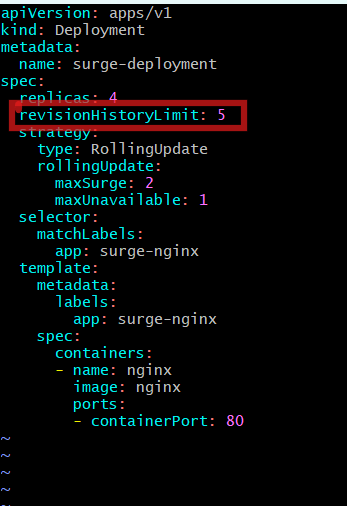 apiVersion: apps/v1
kind: Deployment
metadata:
  name: surge-deployment
spec:
  replicas: 4
  revisionHistoryLimit: 5
  strategy:
    type: RollingUpdate
    rollingUpdate:
      maxSurge: 2
      maxUnavailable: 1
  selector:
    matchLabels:
      app: surge-nginx
  template:
    metadata:
      labels:
        app: surge-nginx
    spec:
      containers:
      - name: nginx
        image: nginx
        ports:
        - containerPort: 80
~
~
~
~
~